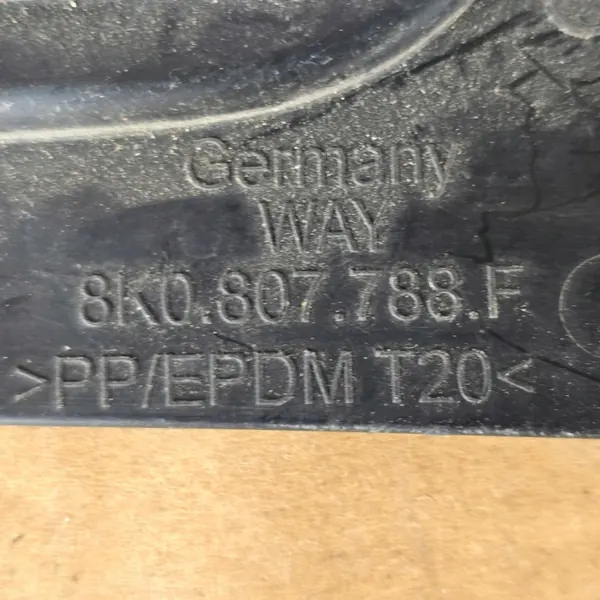 Germany
WAY
8K0.807.788.F
>PP/EPDM T20<